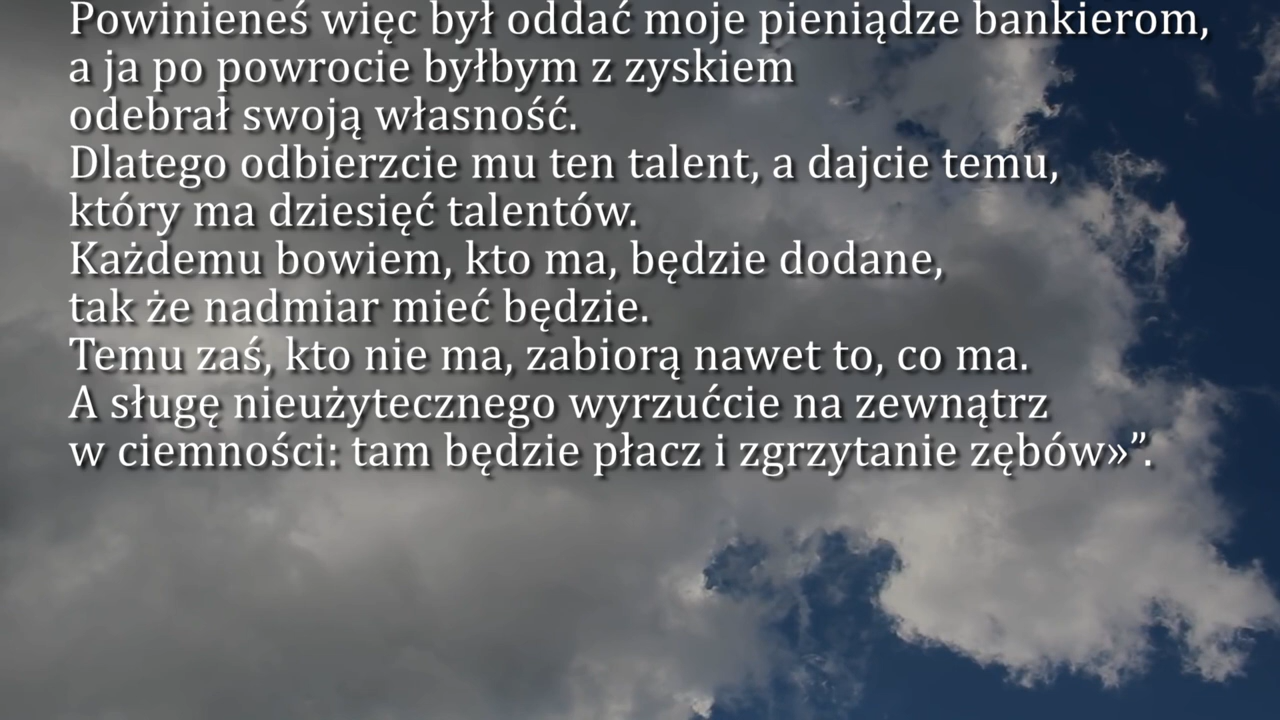 Powinieneś więc był oddać moje pieniądze bankierom,
a ja po powrocie byłbym z zyskiem
odebrał swoją własność.
Dlatego odbierzcie mu ten talent, a dajcie temu,
który ma dziesięć talentów.
Każdemu bowiem, kto ma, będzie dodane,
tak że nadmiar mieć będzie.
Temu zaś, kto nie ma, zabiorą nawet to, co ma.
A sługę nieużytecznego wyrzućcie na zewnątrz
w ciemności: tam będzie płacz i zgrzytanie zębów»”.